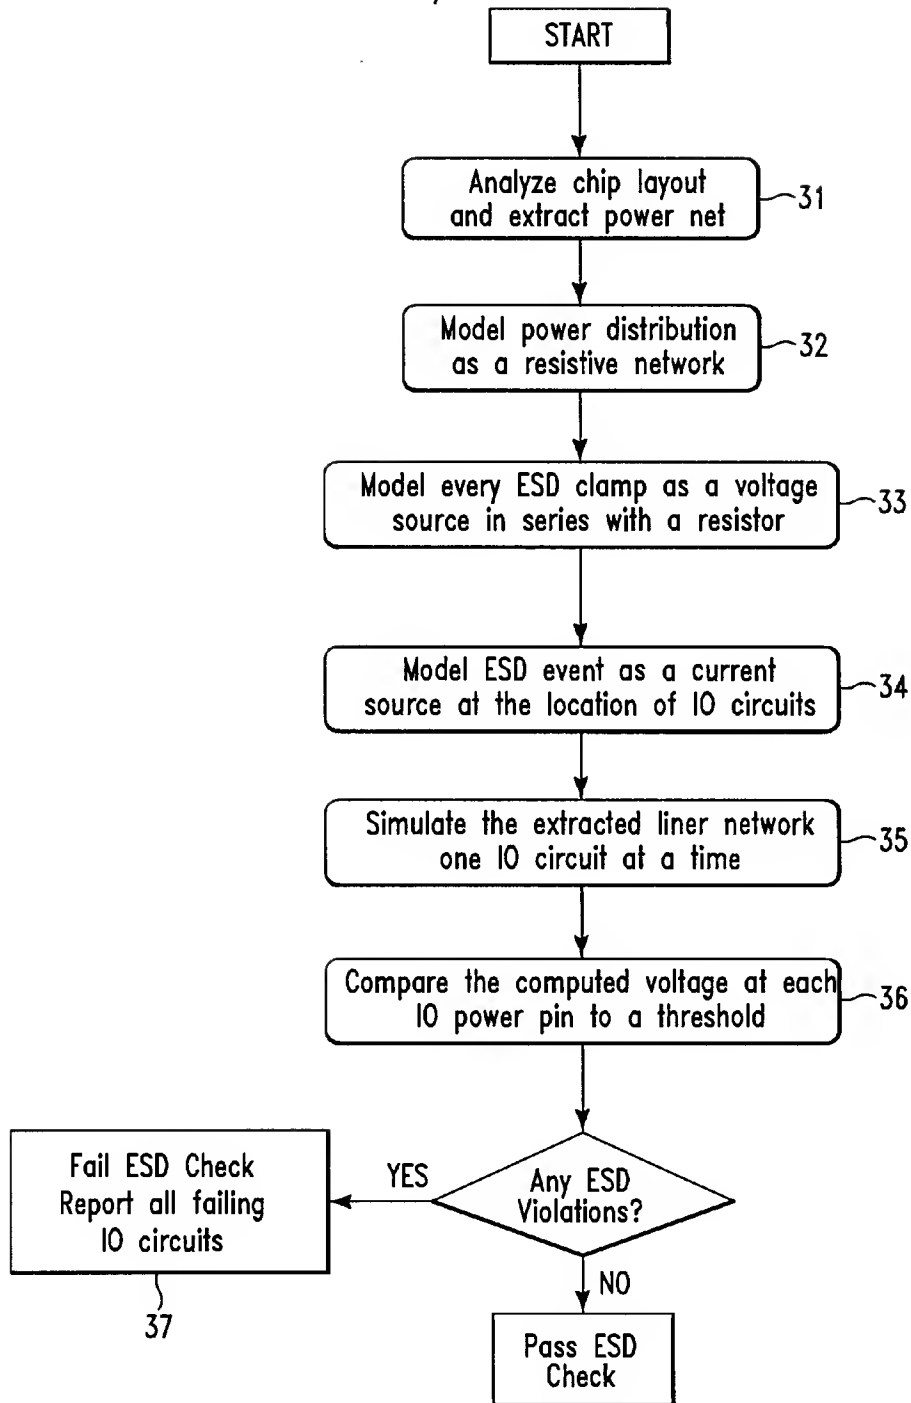 START
Analyze chip layout
and extract power net
31
Model power distribution
as a resistive network
32
Model every ESD clamp as a voltage
source in series with a resistor
33
Model ESD event as a current
source at the location of IO circuits
34
Simulate the extracted liner network
one IO circuit at a time
35
Compare the computed voltage at each
IO power pin to a threshold
36
Any ESD
Violations?
YES
Fail ESD Check
Report all failing
IO circuits
37
NO
Pass ESD
Check